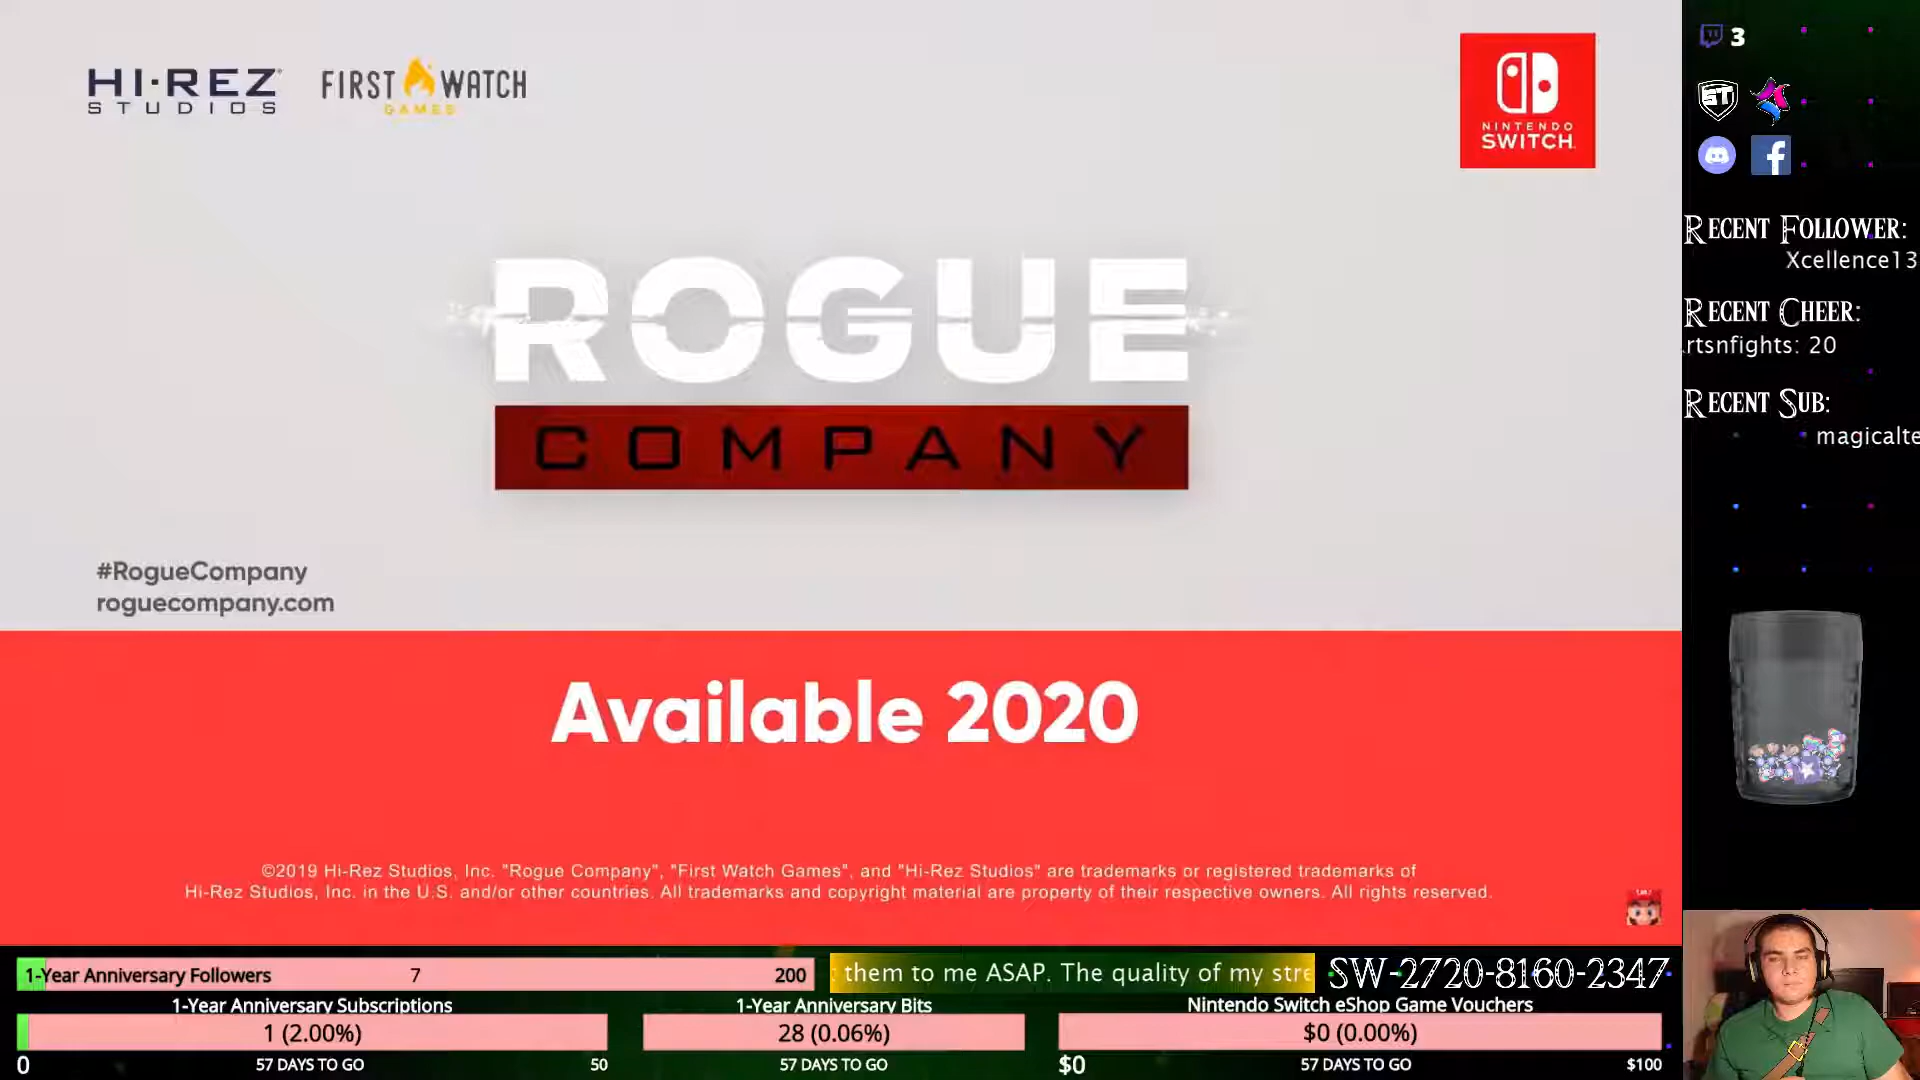 HI-REZ
STUDIOS
FIRST WATCH
GAMES
NINTENDO
SWITCH
ROGUE
COMPANY
#RogueCompany
roguecompany.com
Available 2020
©2019 Hi-Rez Studios, Inc. "Rogue Company", "First Watch Games", and "Hi-Rez Studios" are trademarks or registered trademarks of
Hi-Rez Studios, Inc. in the U.S. and/or other countries. All trademarks and copyright material are property of their respective owners. All rights reserved.
3
ST
RECENT FOLLOWER:
Xcellence13
RECENT CHEER:
rtsnfights: 20
RECENT SUB:
magicalte
1-Year Anniversary Followers 7 200
them to me ASAP. The quality of my stre
SW-2720-8160-2347
1-Year Anniversary Subscriptions
1 (2.00%)
0 57 DAYS TO GO 50
1-Year Anniversary Bits
28 (0.06%)
57 DAYS TO GO
Nintendo Switch eShop Game Vouchers
$0 (0.00%)
$0 57 DAYS TO GO $100